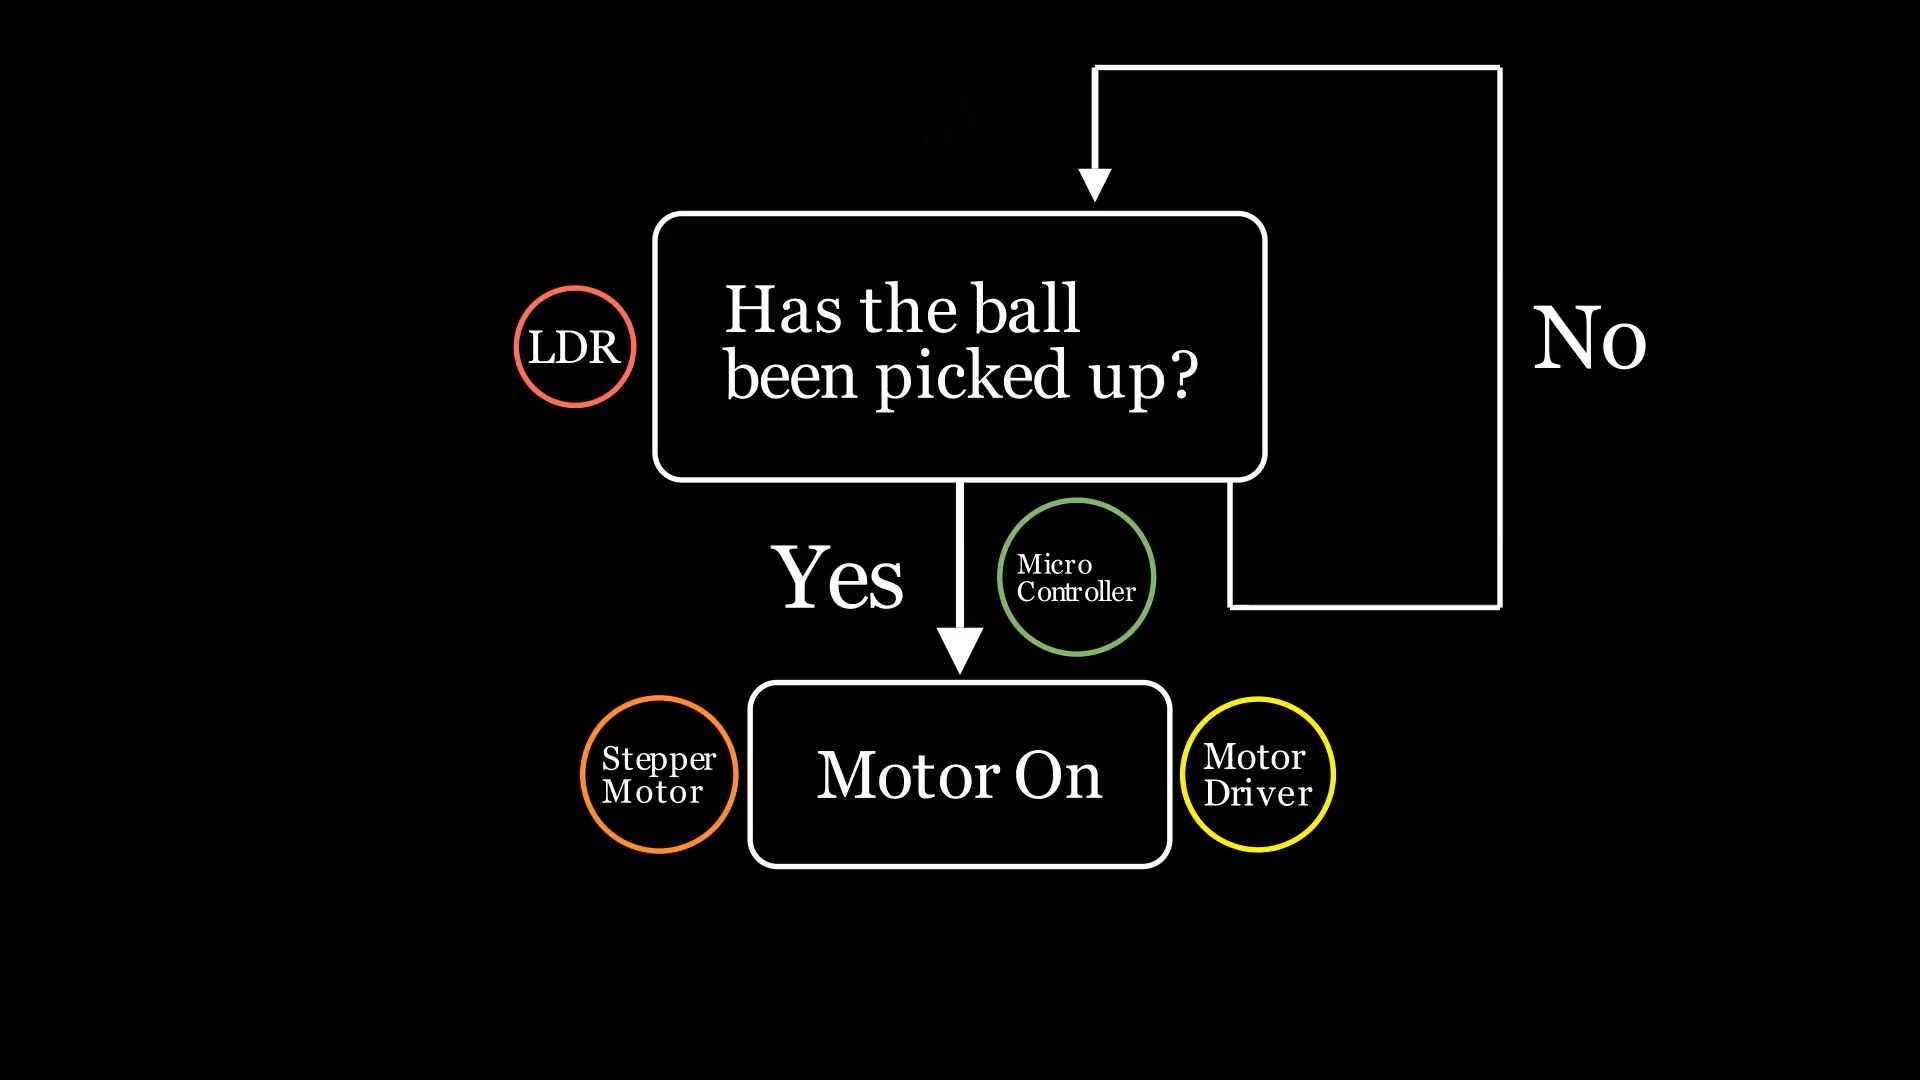 Has the ball
been picked up?
LDR
No
Yes
Micro
Controller
Stepper
Motor
Motor On
Motor
Driver